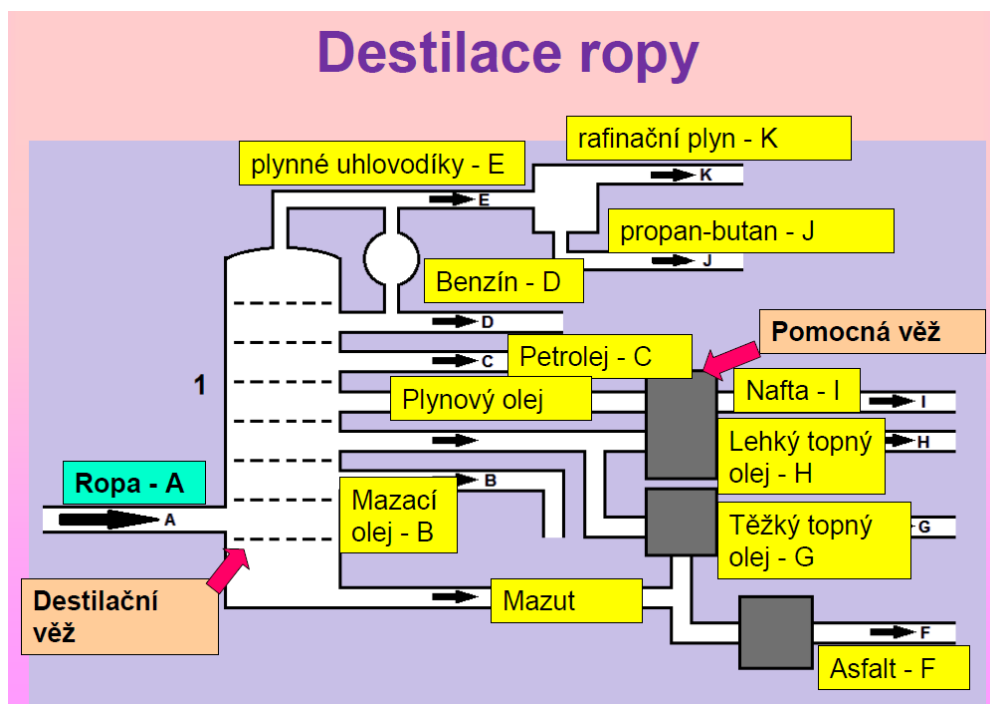 Destilace ropy
rafinační plyn - K
plynné uhlovodíky - E
K
E
propan-butan - J
J
Benzín - D
D
Pomocná věž
Petrolej - C
C
1
Plynový olej
Nafta - I
I
Lehký topný
olej - H
H
Ropa - A
A
Mazací
olej - B
B
Těžký topný
olej - G
G
Destilační
věž
Mazut
F
Asfalt - F